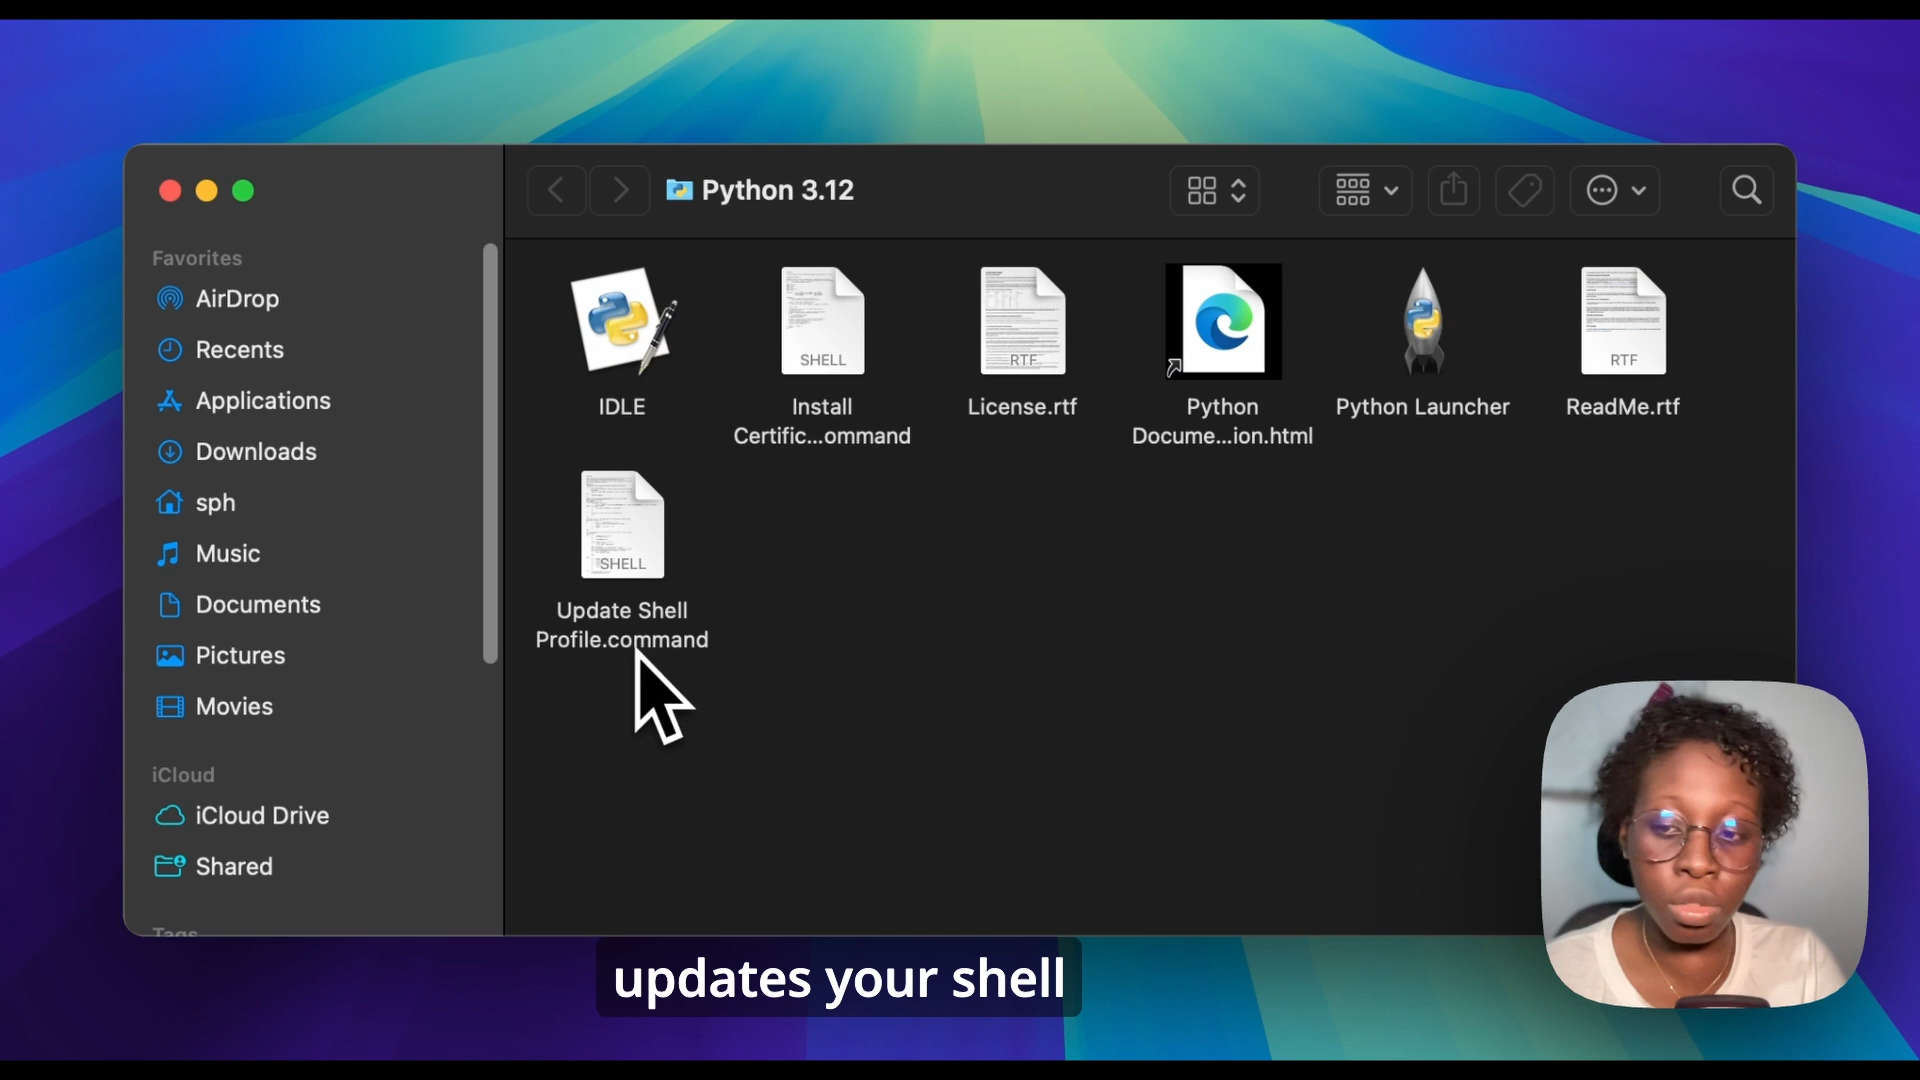 Python 3.12
Favorites
AirDrop
Recents
Applications
Downloads
sph
Music
Documents
Pictures
Movies
iCloud
iCloud Drive
Shared
Tags
SHELL
RTF
RTF
IDLE
Install
Certific...ommand
License.rtf
Python
Docume...ion.html
Python Launcher
ReadMe.rtf
SHELL
Update Shell
Profile.command
updates your shell